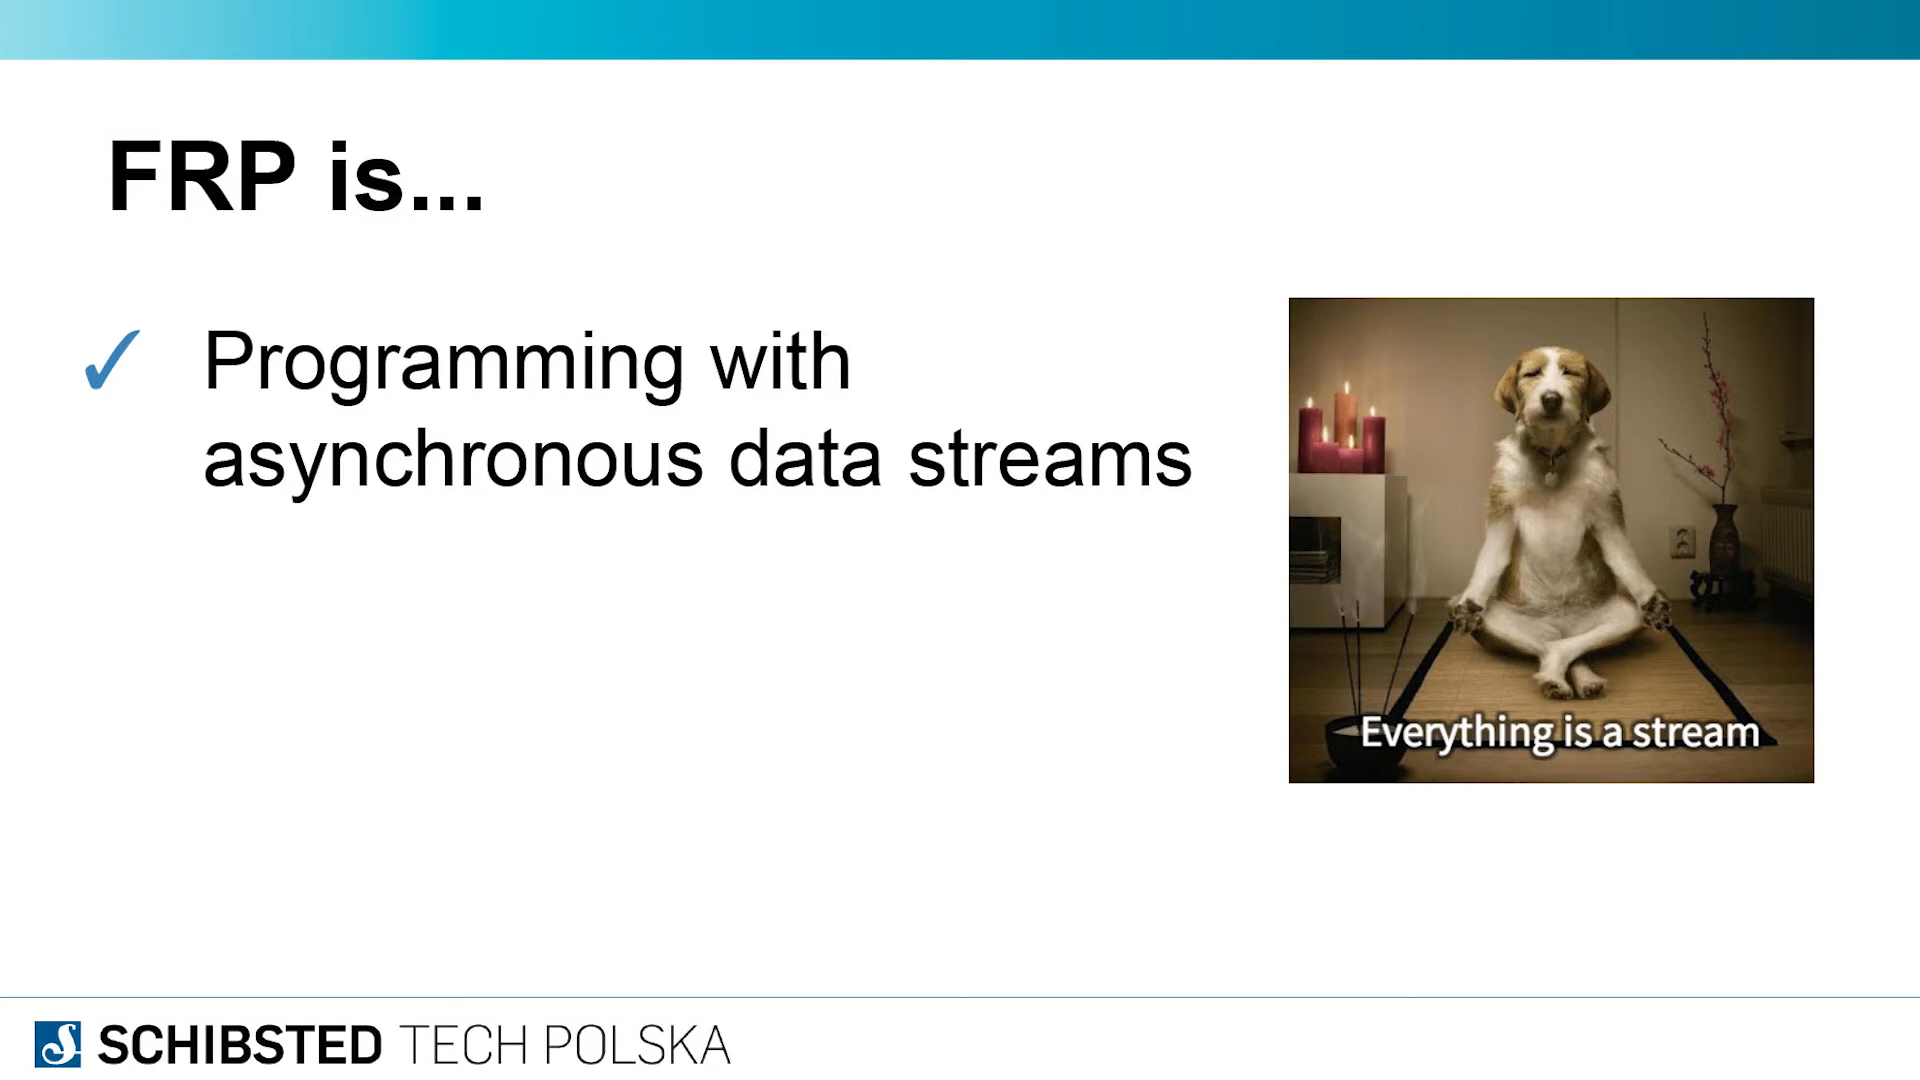 FRP is...
✓ Programming with
asynchronous data streams
Everything is a stream
SCHIBSTED TECH POLSKA